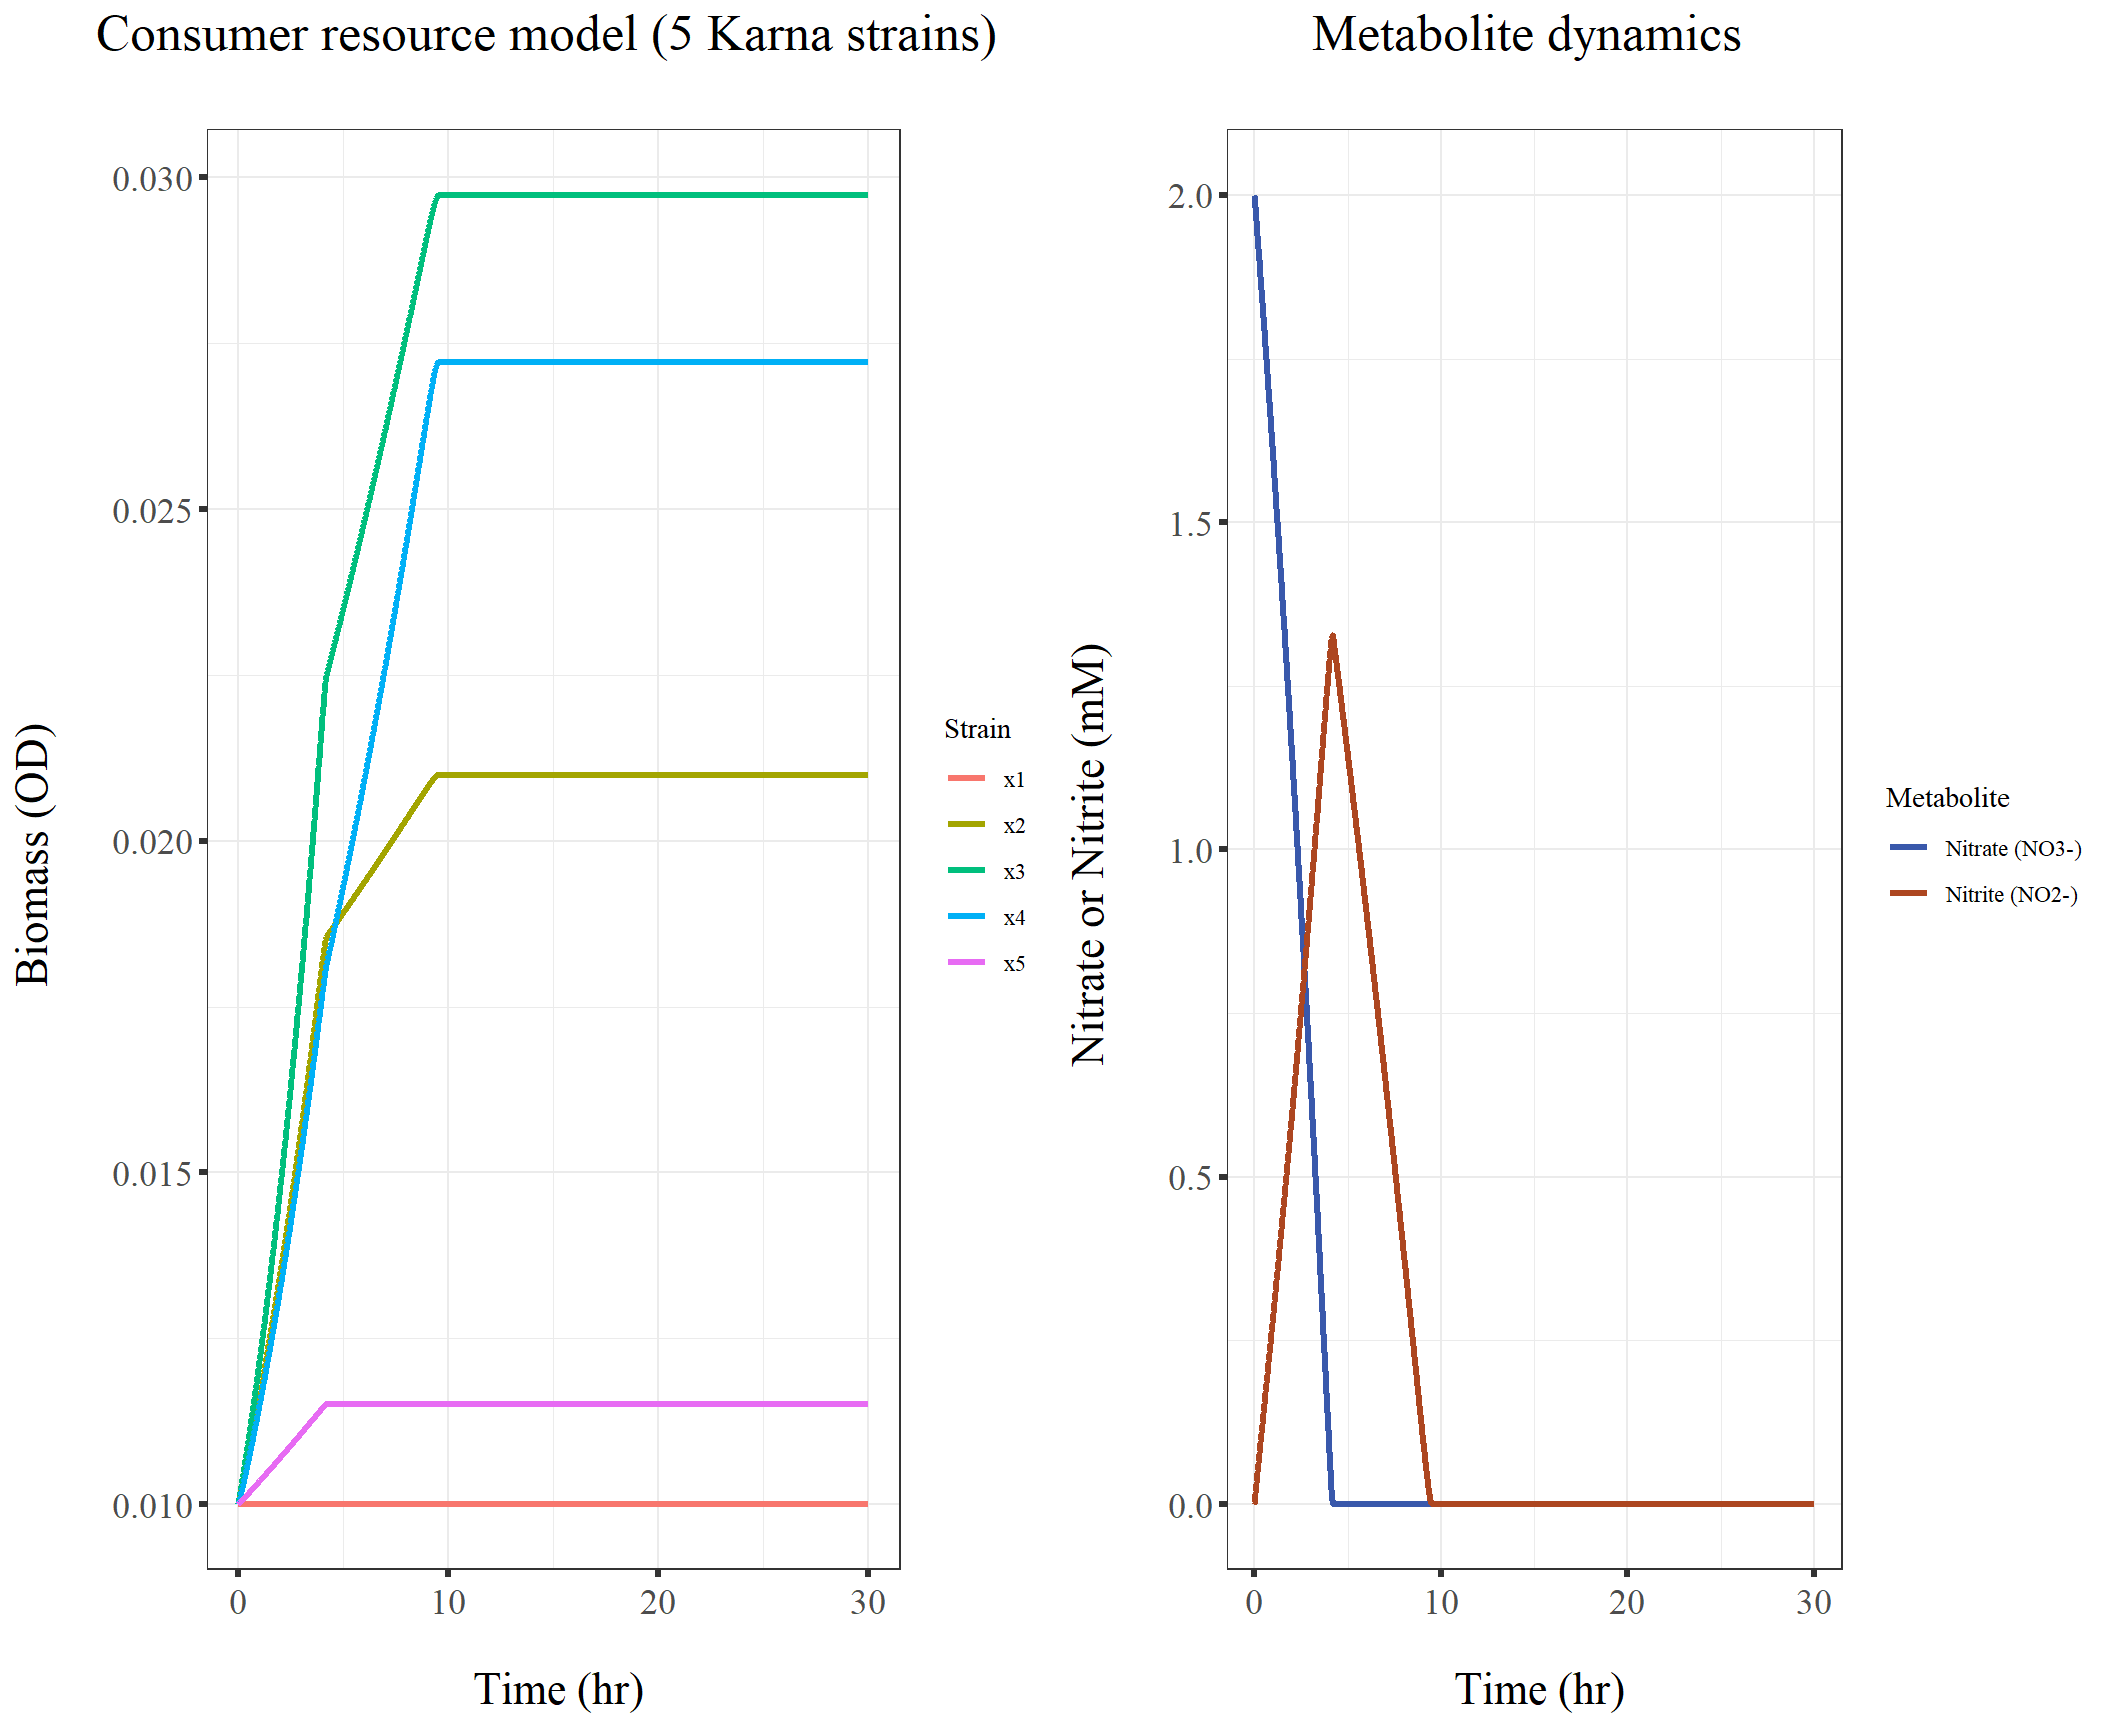 Consumer resource model (5 Karna strains)
Biomass (OD)
0.030
0.025
0.020
0.015
0.010
0
10
20
30
Time (hr)
Strain
x1
x2
x3
x4
x5
Metabolite dynamics
Nitrate or Nitrite (mM)
2.0
1.5
1.0
0.5
0.0
0
10
20
30
Time (hr)
Metabolite
Nitrate (NO3-)
Nitrite (NO2-)